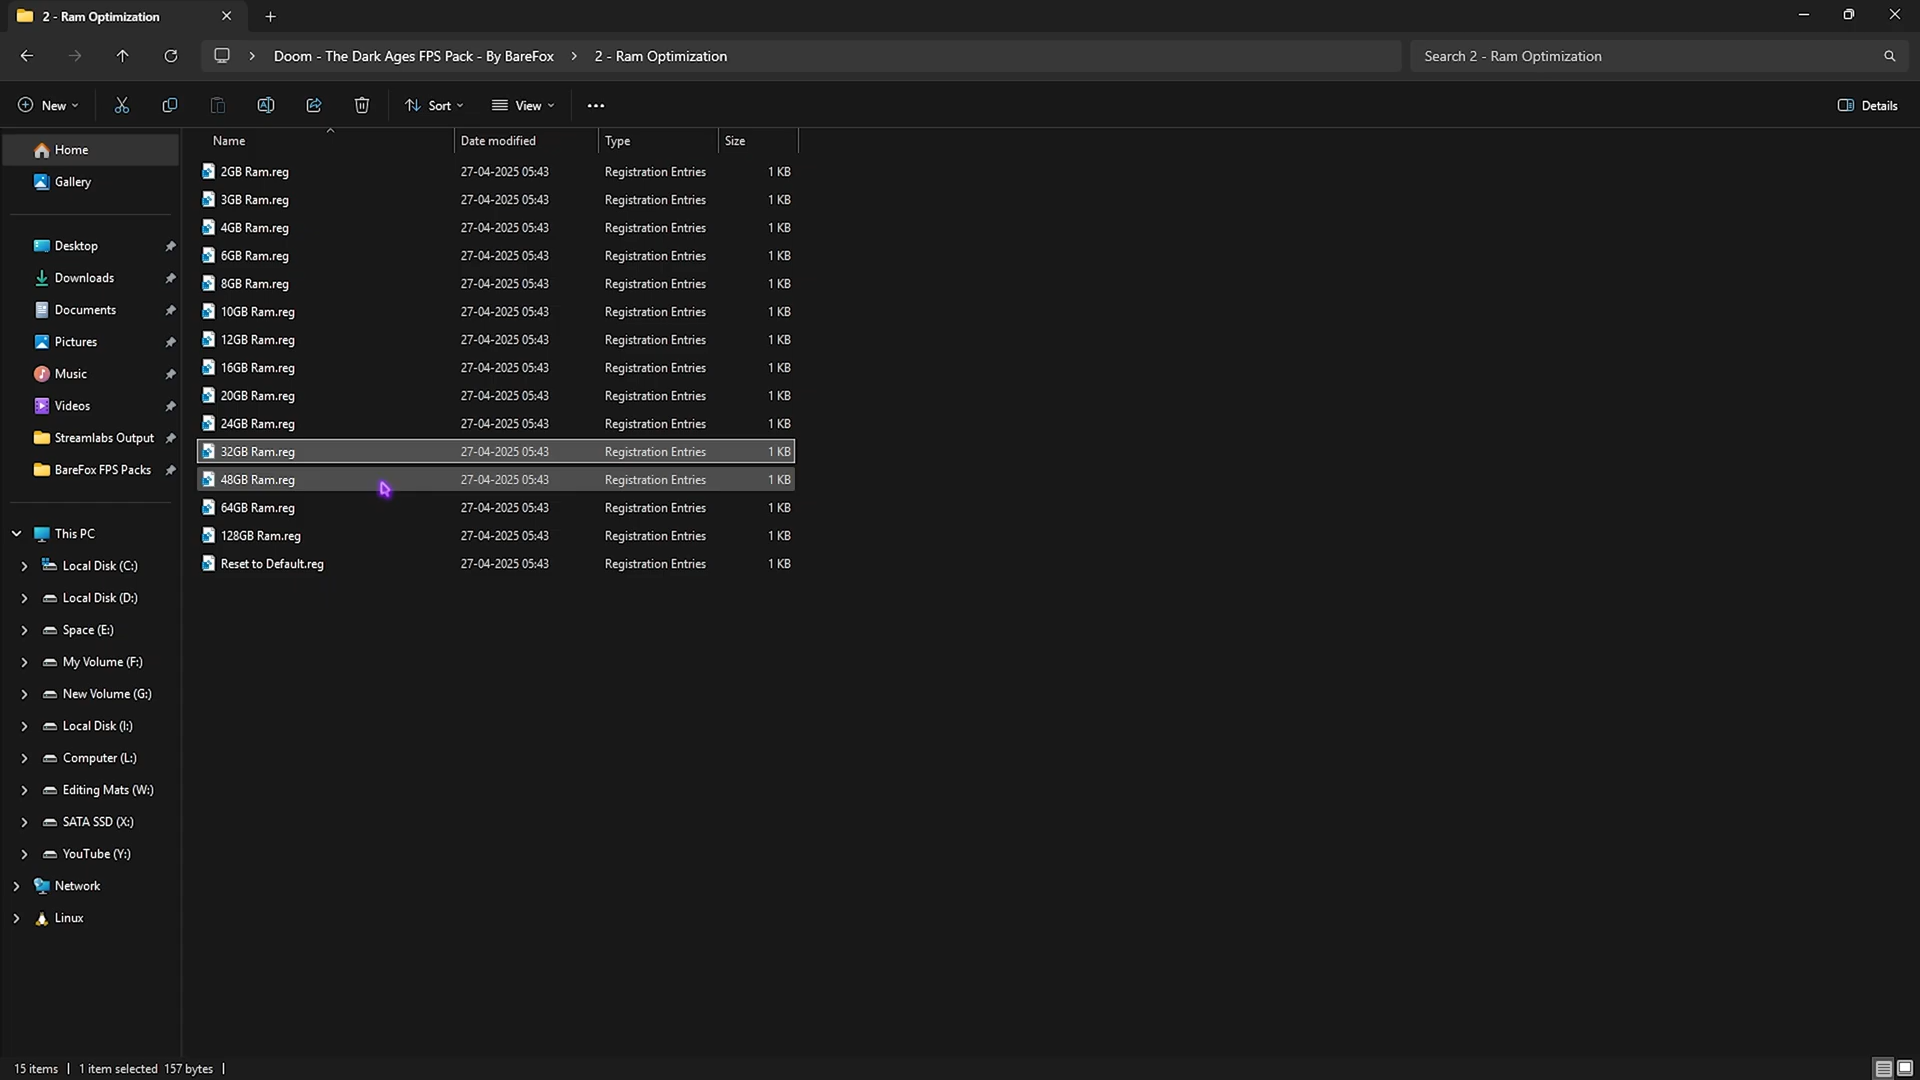 2 - Ram Optimization
Doom - The Dark Ages FPS Pack - By BareFox 2 - Ram Optimization Search 2 - Ram Optimization
New Sort View Details
Name Date modified Type Size
Home
Gallery
Desktop
Downloads
Documents
Pictures
Music
Videos
Streamlabs Output
BareFox FPS Packs
This PC
Local Disk (C:)
Local Disk (D:)
Space (E:)
My Volume (F:)
New Volume (G:)
Local Disk (I:)
Computer (L:)
Editing Mats (W:)
SATA SSD (X:)
YouTube (Y:)
Network
Linux
2GB Ram.reg 27-04-2025 05:43 Registration Entries 1 KB
3GB Ram.reg 27-04-2025 05:43 Registration Entries 1 KB
4GB Ram.reg 27-04-2025 05:43 Registration Entries 1 KB
6GB Ram.reg 27-04-2025 05:43 Registration Entries 1 KB
8GB Ram.reg 27-04-2025 05:43 Registration Entries 1 KB
10GB Ram.reg 27-04-2025 05:43 Registration Entries 1 KB
12GB Ram.reg 27-04-2025 05:43 Registration Entries 1 KB
16GB Ram.reg 27-04-2025 05:43 Registration Entries 1 KB
20GB Ram.reg 27-04-2025 05:43 Registration Entries 1 KB
24GB Ram.reg 27-04-2025 05:43 Registration Entries 1 KB
32GB Ram.reg 27-04-2025 05:43 Registration Entries 1 KB
48GB Ram.reg 27-04-2025 05:43 Registration Entries 1 KB
64GB Ram.reg 27-04-2025 05:43 Registration Entries 1 KB
128GB Ram.reg 27-04-2025 05:43 Registration Entries 1 KB
Reset to Default.reg 27-04-2025 05:43 Registration Entries 1 KB
15 items 1 item selected 157 bytes